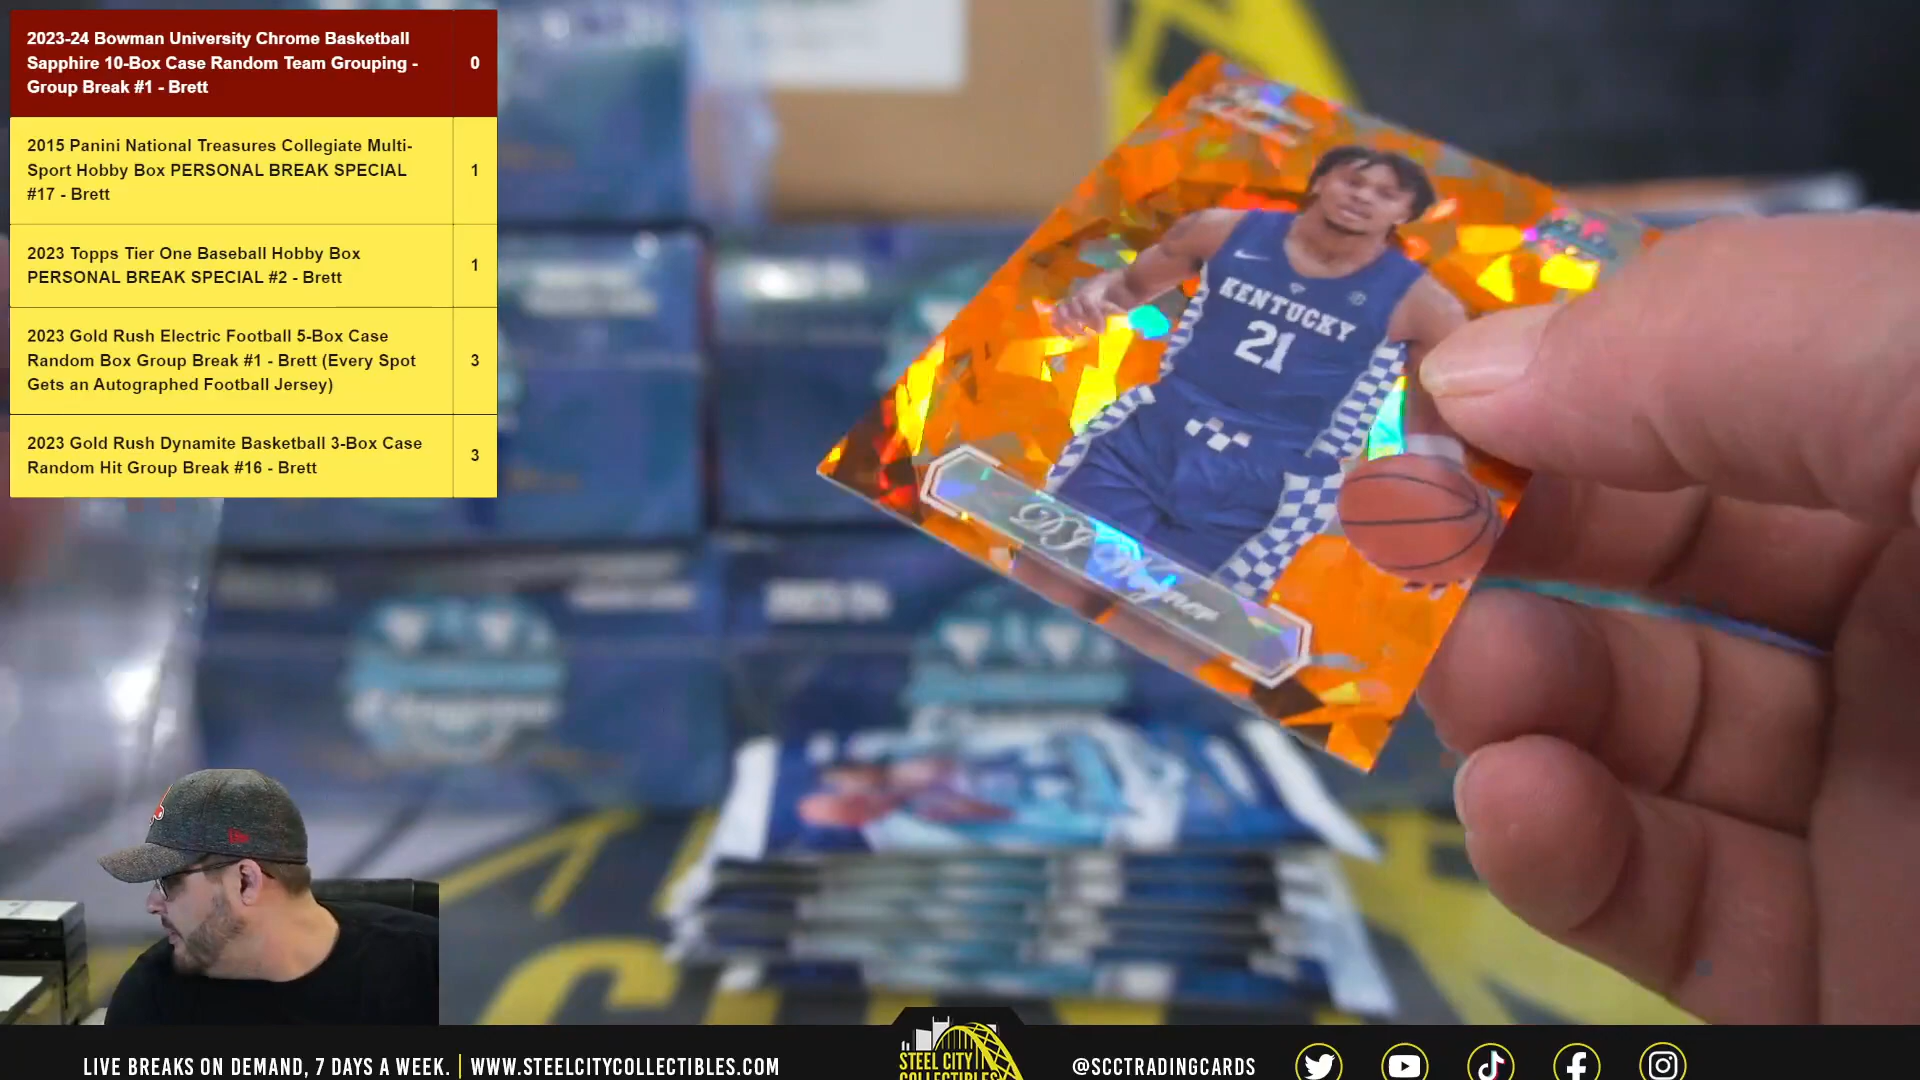 2023-24 Bowman University Chrome Basketball
Sapphire 10-Box Case Random Team Grouping -
Group Break #1 - Brett
0
2015 Panini National Treasures Collegiate Multi-
Sport Hobby Box PERSONAL BREAK SPECIAL
#17 - Brett
1
2023 Topps Tier One Baseball Hobby Box
PERSONAL BREAK SPECIAL #2 - Brett
1
2023 Gold Rush Electric Football 5-Box Case
Random Box Group Break #1 - Brett (Every Spot
Gets an Autographed Football Jersey)
3
2023 Gold Rush Dynamite Basketball 3-Box Case
Random Hit Group Break #16 - Brett
3
KENTUCKY
21
DJ Wagner
LIVE BREAKS ON DEMAND, 7 DAYS A WEEK. | WWW.STEELCITYCOLLECTIBLES.COM
STEEL CITY
COLLECTIBLES
@SCCTRADINGCARDS